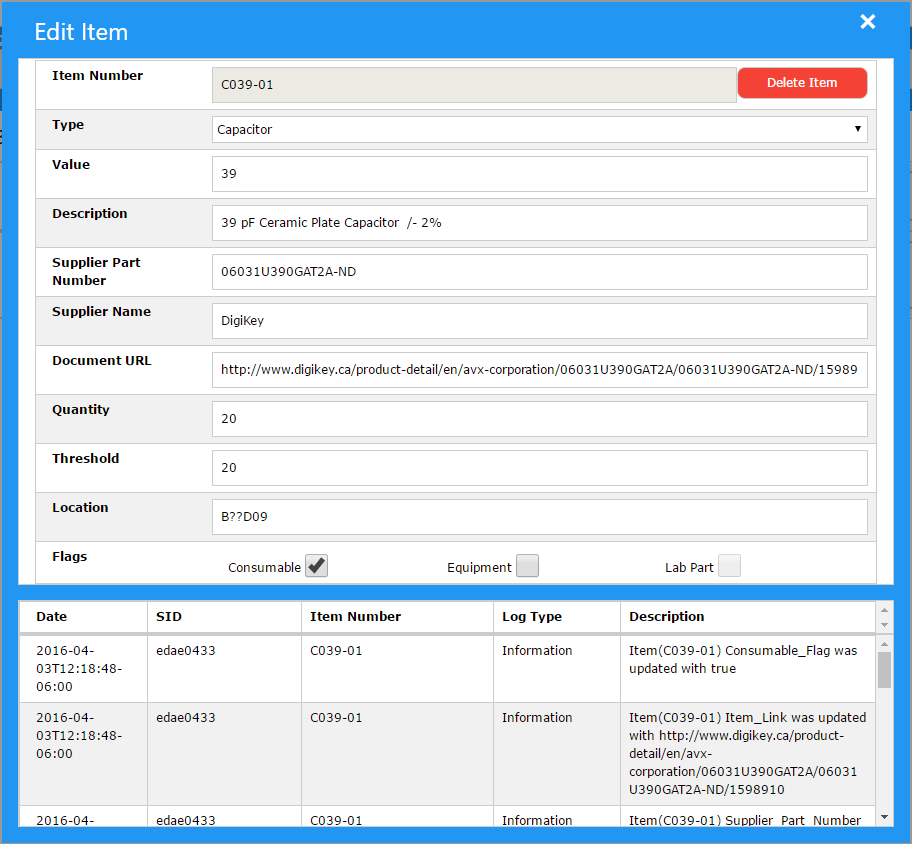 Edit Item ×
Item Number C039-01 Delete Item
Type Capacitor
Value 39
Description 39 pF Ceramic Plate Capacitor  /- 2%
Supplier Part
Number
06031U390GAT2A-ND
Supplier Name DigiKey
Document URL http://www.digikey.ca/product-detail/en/avx-corporation/06031U390GAT2A/06031U390GAT2A-ND/15989
Quantity 20
Threshold 20
Location B??D09
Flags Consumable Equipment Lab Part
Date SID Item Number Log Type Description
2016-04-
03T12:18:48-
06:00
edae0433 C039-01 Information
Item(C039-01) Consumable_Flag was
updated with true
2016-04-
03T12:18:48-
06:00
edae0433 C039-01 Information
Item(C039-01) Item_Link was updated
with http://www.digikey.ca/product-
detail/en/avx-
corporation/06031U390GAT2A/06031
U390GAT2A-ND/1598910
2016-04- edae0433 C039-01 Information Item(C039-01) Supplier_Part_Number